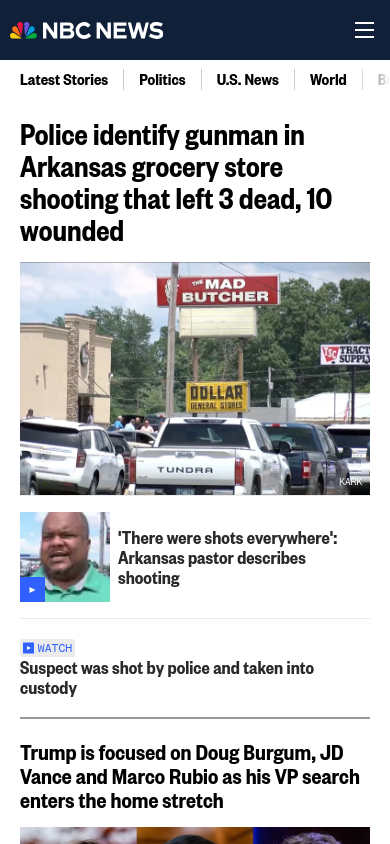 NBC NEWS
Latest Stories
Politics
U.S. News
World
Police identify gunman in
Arkansas grocery store
shooting that left 3 dead, 10
wounded
THE MAD
BUTCHER
DOLLAR
GENERAL STORES
TRACTOR
SUPPLY
TUNDRA
KARK
'There were shots everywhere':
Arkansas pastor describes
shooting
WATCH
Suspect was shot by police and taken into
custody
Trump is focused on Doug Burgum, JD
Vance and Marco Rubio as his VP search
enters the home stretch